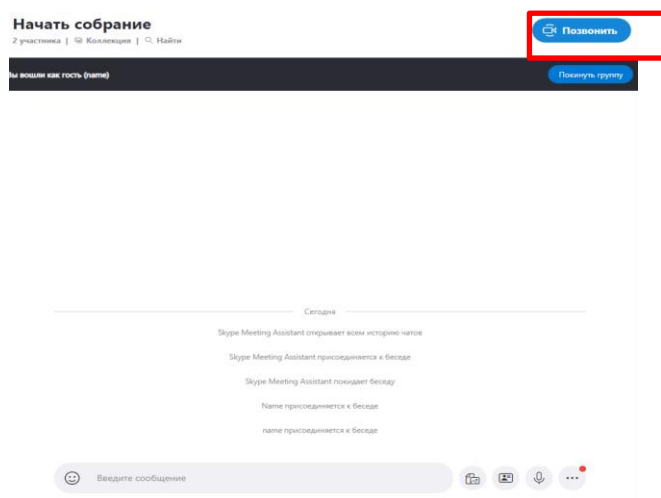 Начать собрание
Позвонить
2 участника | Коллекция | Найти
Вы вошли как гость (name)
Покинуть группу
Сегодня
Skype Meeting Assistant открывает всем историю чатов
Skype Meeting Assistant присоединяется к беседе
Skype Meeting Assistant покидает беседу
Name присоединяется к беседе
name присоединяется к беседе
Введите сообщение